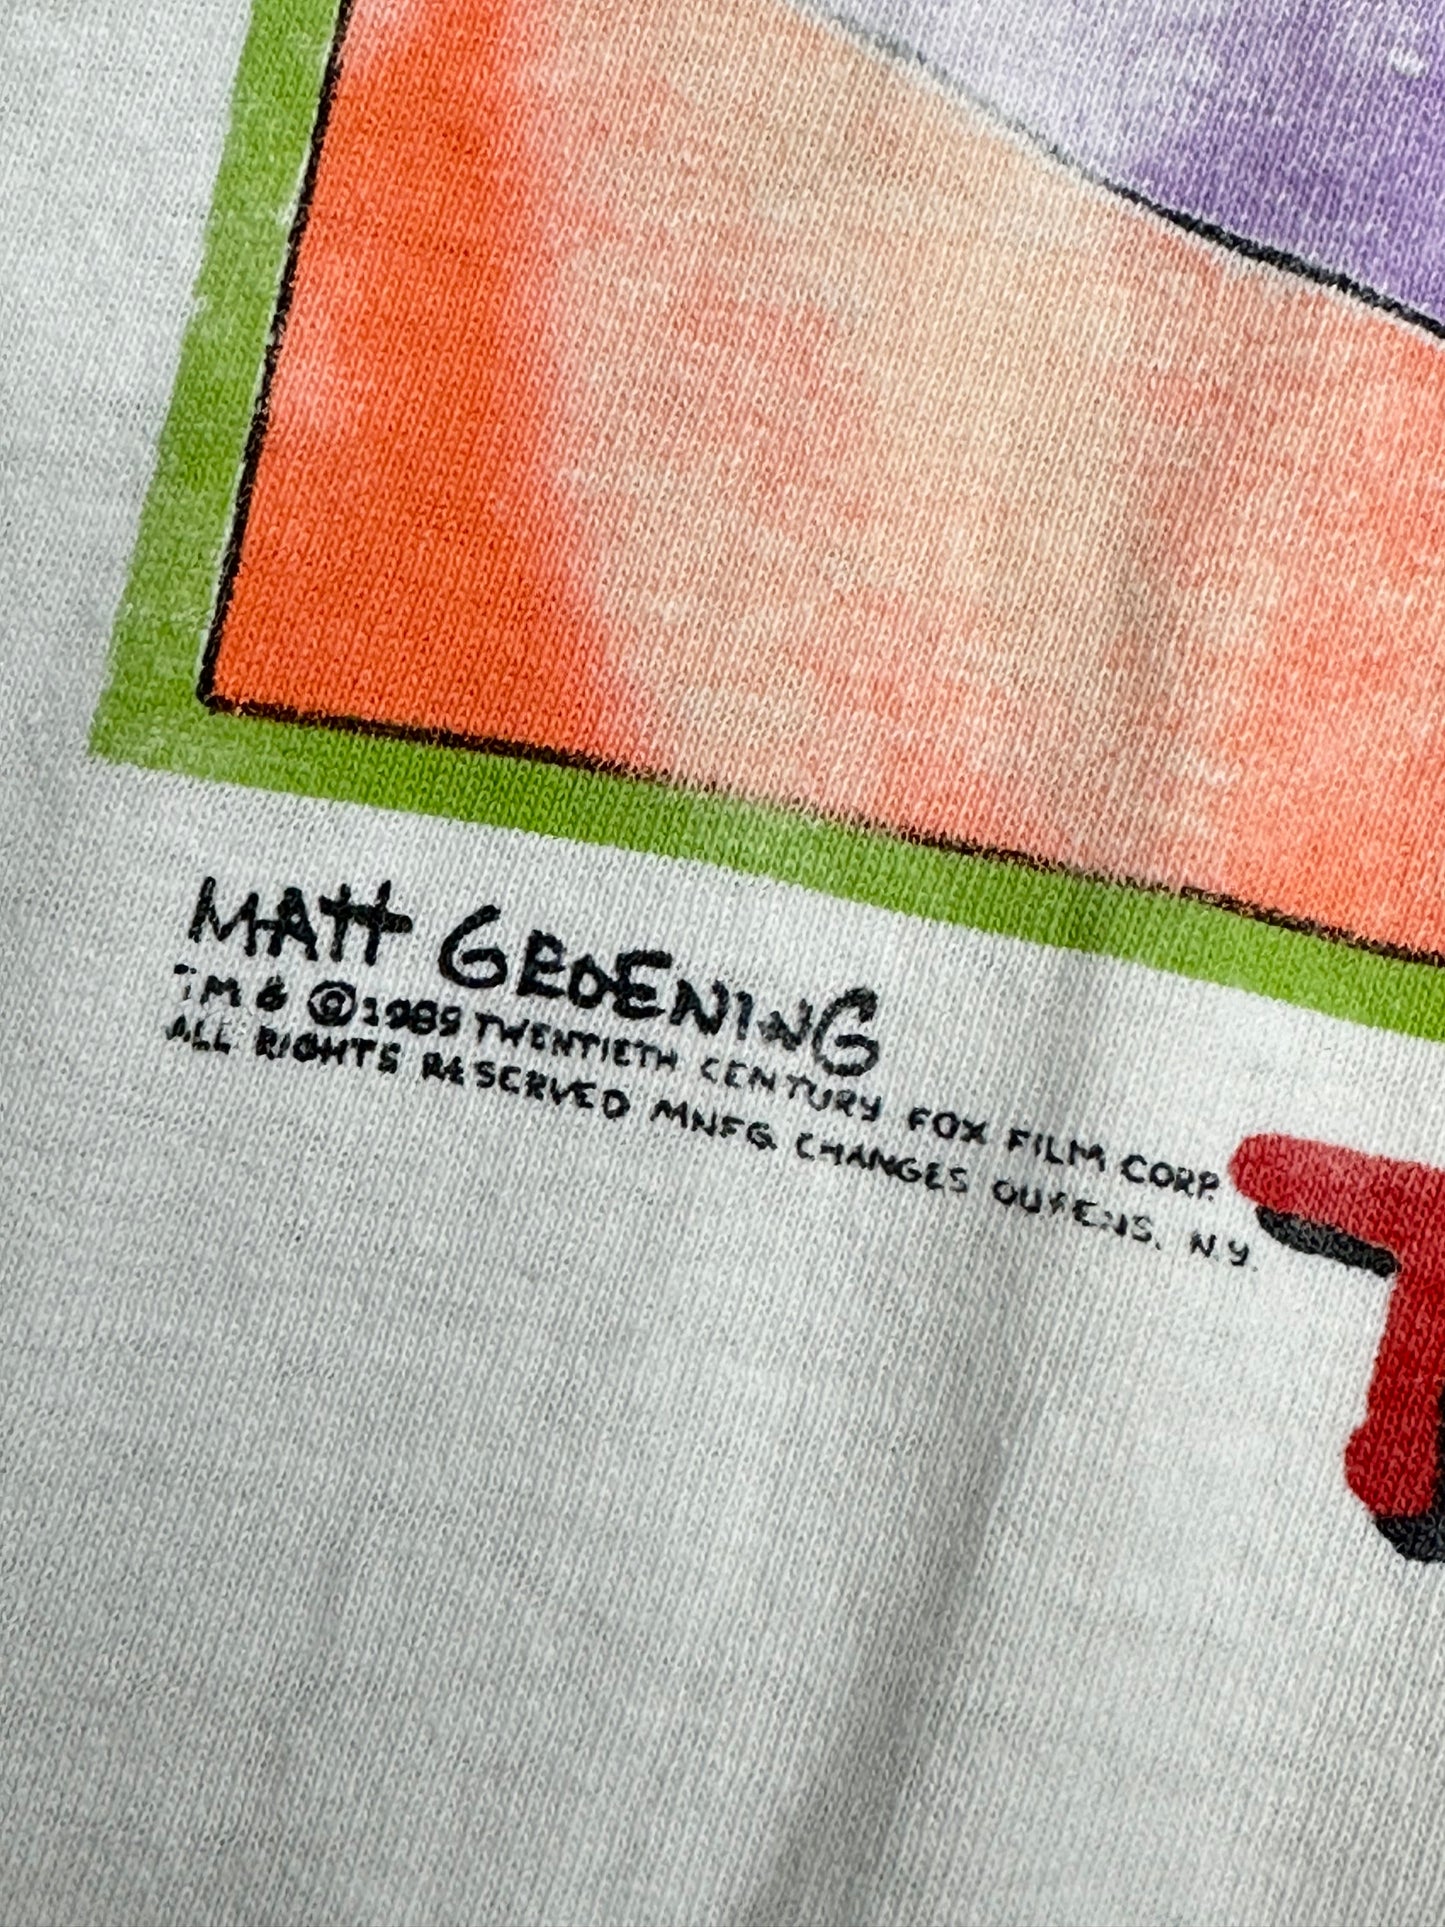 MATT GROENING
TM & © 1989 TWENTIETH CENTURY FOX FILM CORP.
ALL RIGHTS RESERVED MNFG CHANGES QUEENS, N.Y.